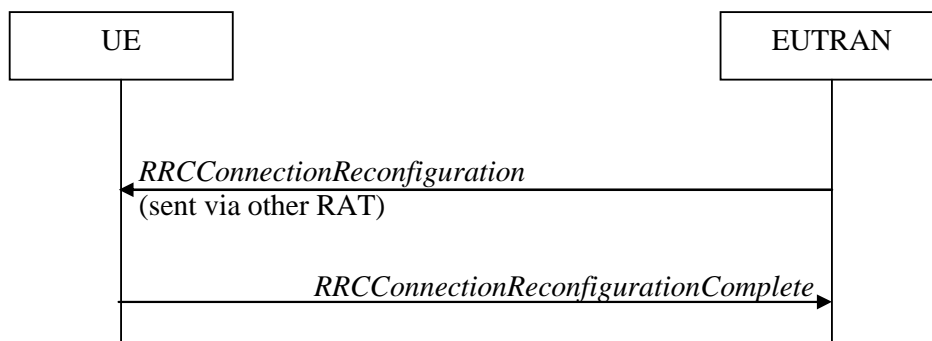 UE
EUTRAN
RRCConnectionReconfiguration
(sent via other RAT)
RRCConnectionReconfigurationComplete